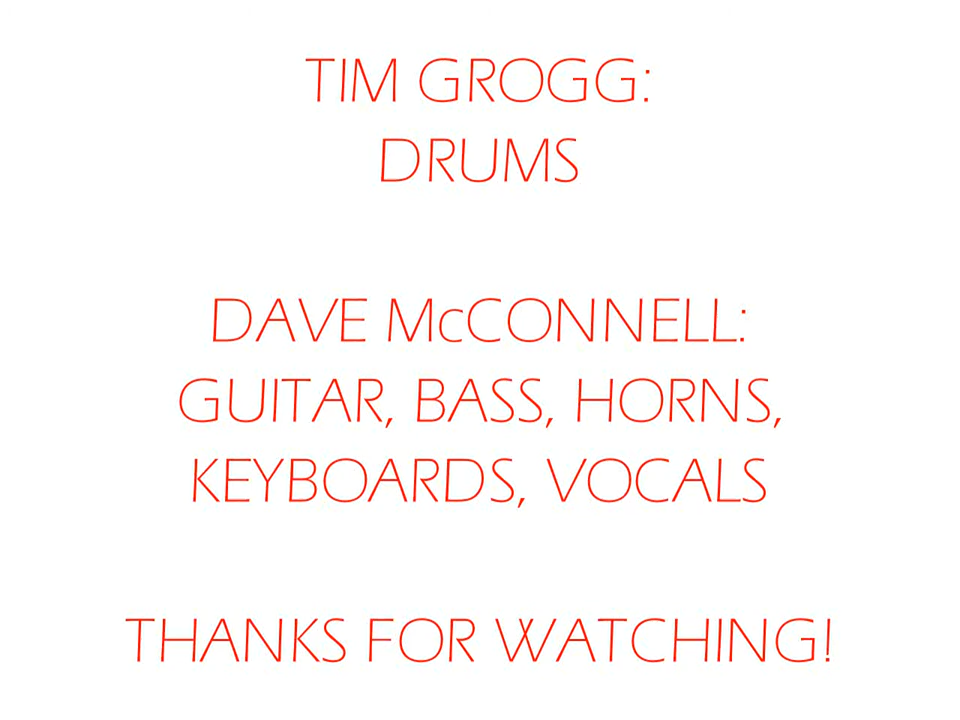 TIM GROGG:
DRUMS
DAVE McCONNELL:
GUITAR, BASS, HORNS,
KEYBOARDS, VOCALS
THANKS FOR WATCHING!